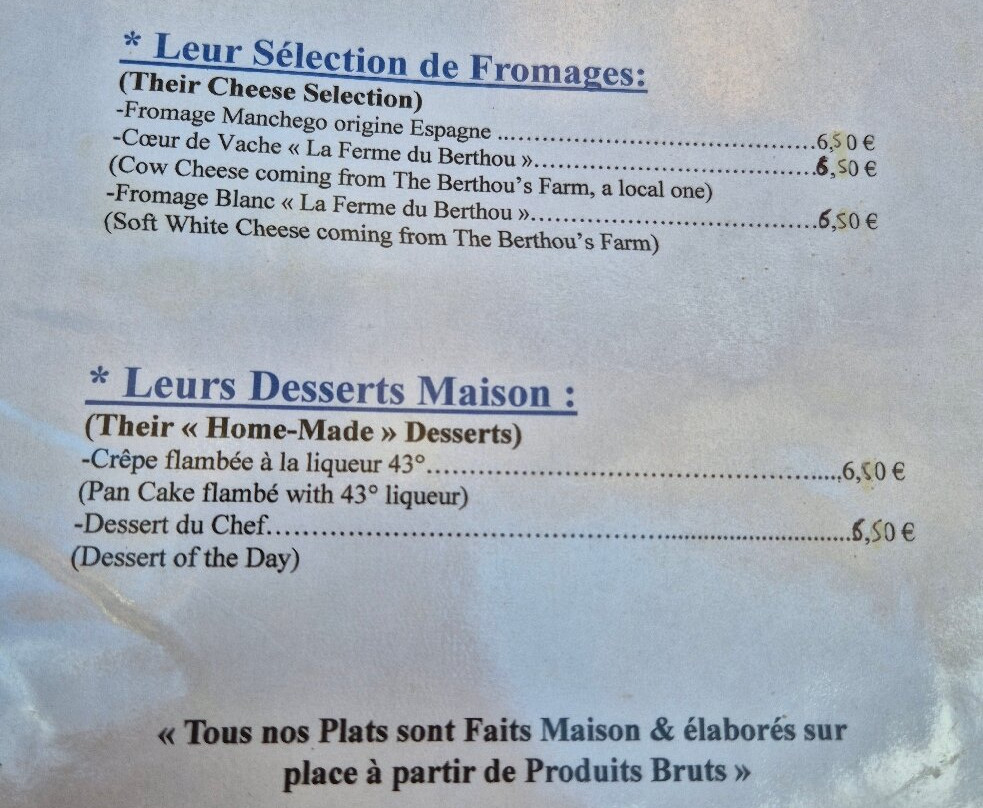 * Leur Sélection de Fromages:
(Their Cheese Selection)
-Fromage Manchego origine Espagne ................................................6,50 €
-Cœur de Vache « La Ferme du Berthou »..........................................6,50 €
(Cow Cheese coming from The Berthou's Farm, a local one)
-Fromage Blanc « La Ferme du Berthou »...........................................6,50 €
(Soft White Cheese coming from The Berthou's Farm)
* Leurs Desserts Maison :
(Their « Home-Made » Desserts)
-Crêpe flambée à la liqueur 43°..............................................................6,50 €
(Pan Cake flambé with 43° liqueur)
-Dessert du Chef.....................................................................................6,50 €
(Dessert of the Day)
« Tous nos Plats sont Faits Maison & élaborés sur
place à partir de Produits Bruts »